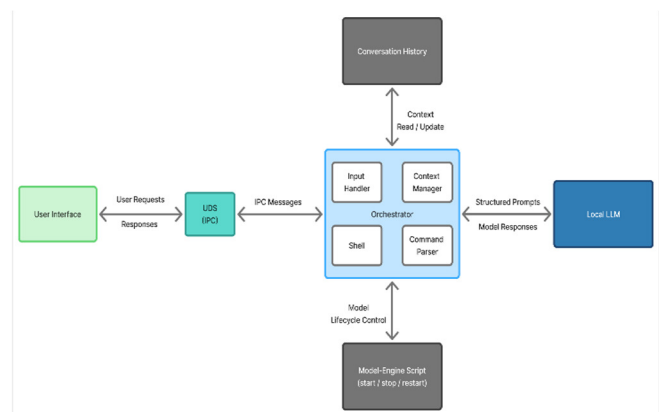 Conversation History
Context
Read / Update
Input
Handler
Context
Manager
Orchestrator
Shell
Command
Parser
User Interface
User Requests
Responses
UDS
(IPC)
IPC Messages
Structured Prompts
Model Responses
Local LLM
Model
Lifecycle Control
Model-Engine Script
(start / stop / restart)